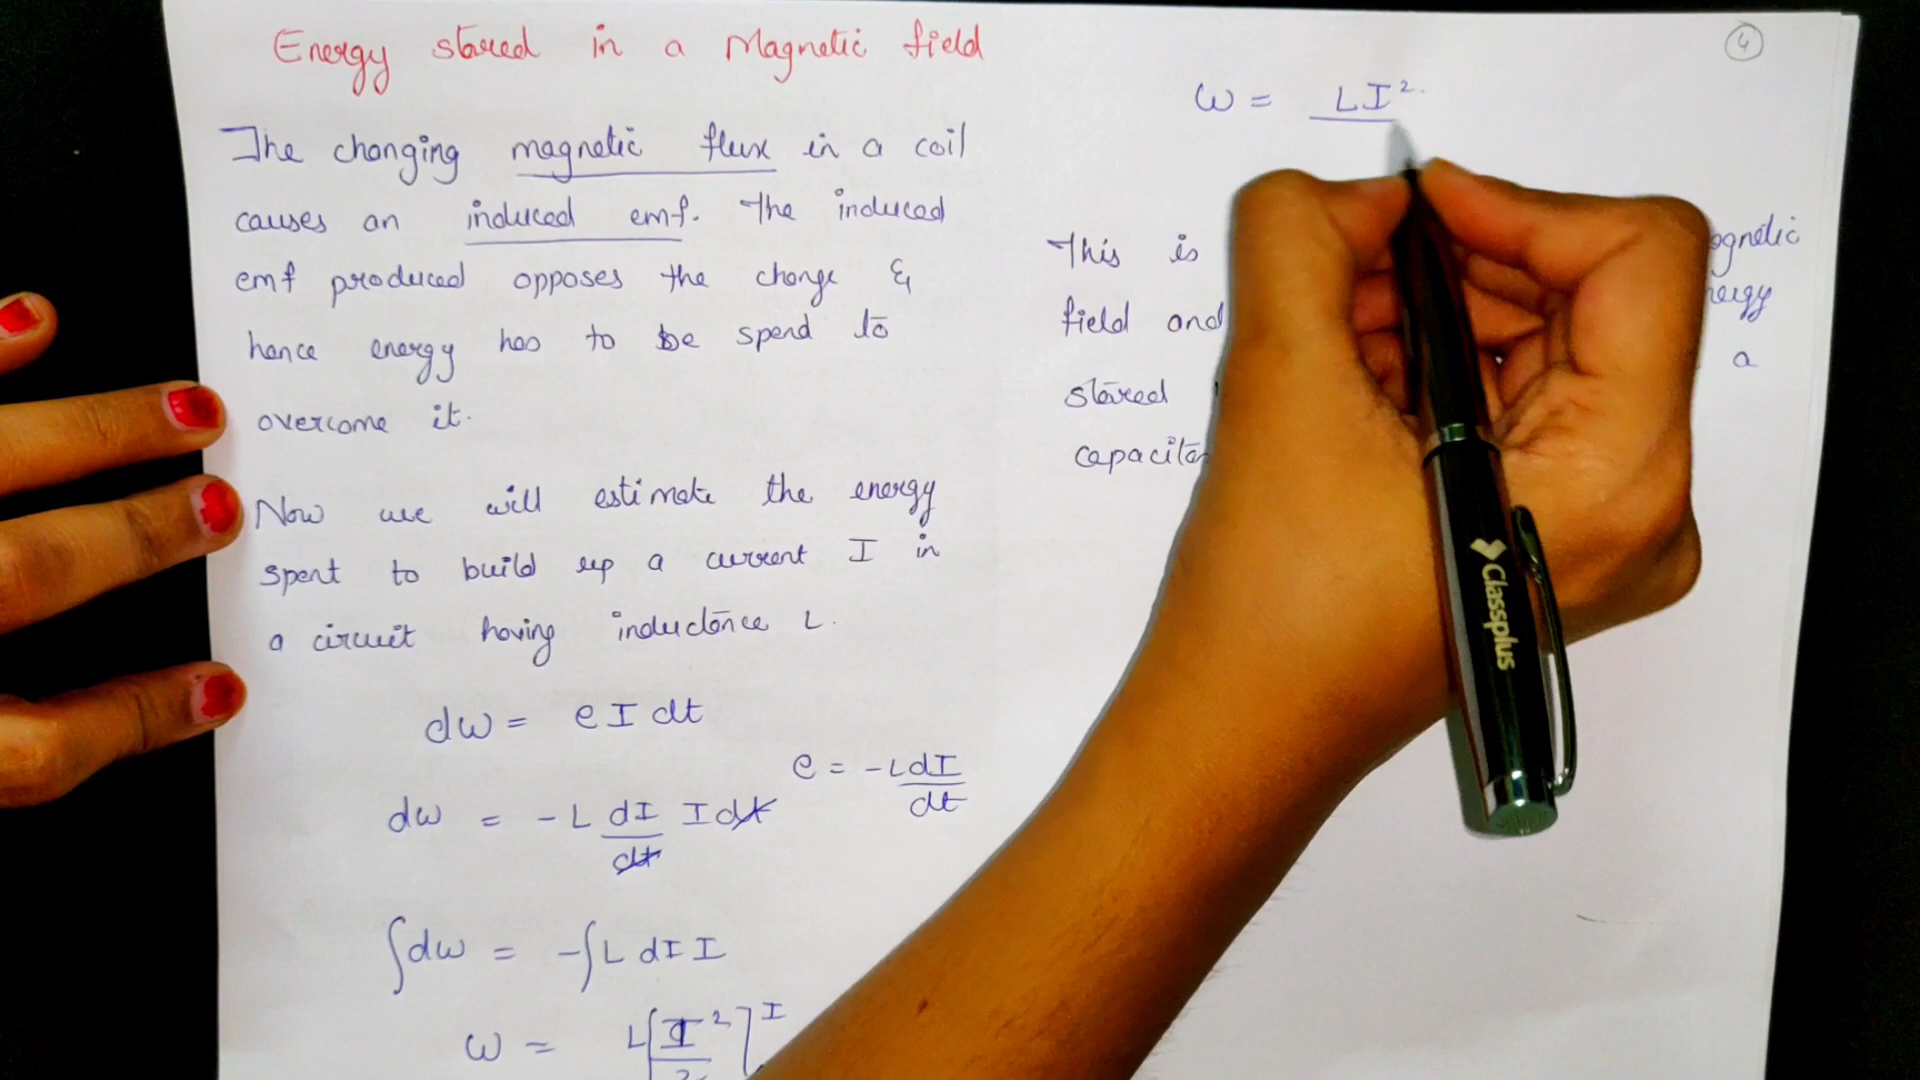 Energy stored in a Magnetic field
The changing magnetic flux in a coil
causes an induced emf. The induced
emf produced opposes the change &
hence energy has to be spend to
overcome it.
Now we will estimate the energy
spent to build up a current I in
a circuit having inductance L.
dw = e I dt
e = -L dI/dt
dw = -L dI/dt I dt
∫dw = -∫L dI I
w = L[I²/2]^I
4
w = LI²
This is
field and
stored
a
Classplus